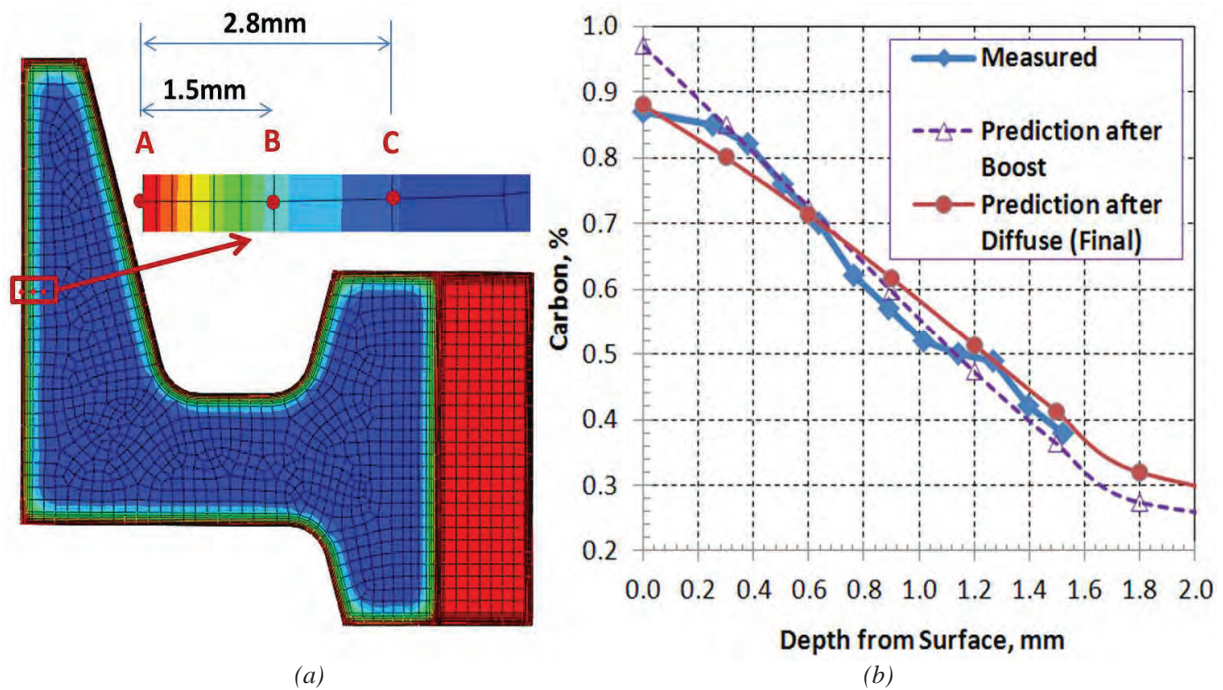 2.8mm
1.5mm
A
B
C
(a)
1.0
0.9
0.8
0.7
0.6
0.5
0.4
0.3
0.2
Carbon, %
Measured
Prediction after
Boost
Prediction after
Diffuse (Final)
0.0 0.2 0.4 0.6 0.8 1.0 1.2 1.4 1.6 1.8 2.0
Depth from Surface, mm
(b)